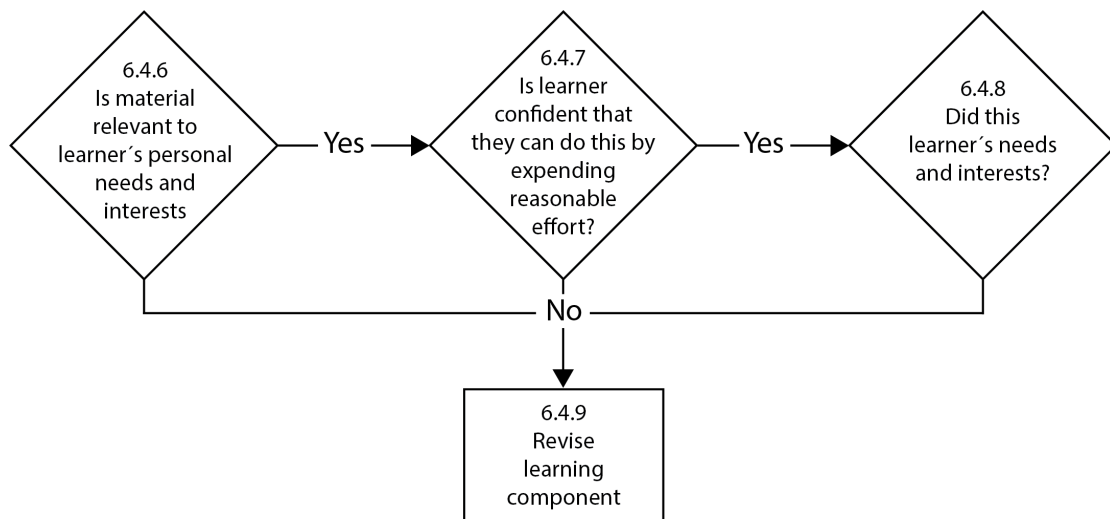 6.4.6
Is material
relevant to
learner´s personal
needs and
interests
Yes
6.4.7
Is learner
confident that
they can do this by
expending
reasonable
effort?
Yes
6.4.8
Did this
learner´s needs
and interests?
No
6.4.9
Revise
learning
component